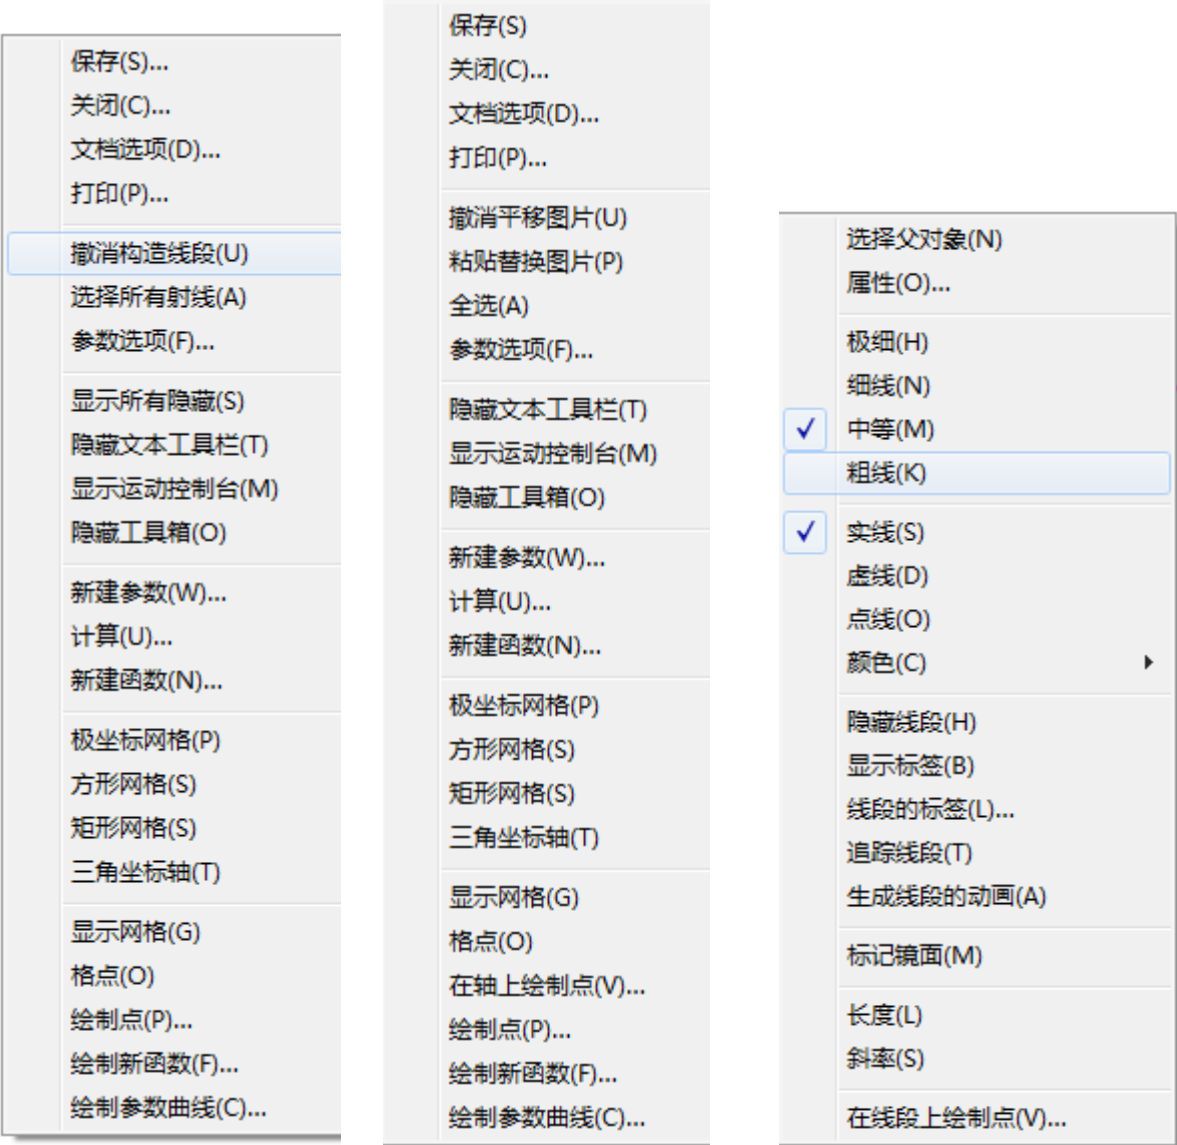 保存(S)...
关闭(C)...
文档选项(D)...
打印(P)...
撤消构造线段(U)
选择所有射线(A)
参数选项(F)...
显示所有隐藏(S)
隐藏文本工具栏(T)
显示运动控制台(M)
隐藏工具箱(O)
新建参数(W)...
计算(U)...
新建函数(N)...
极坐标网格(P)
方形网格(S)
矩形网格(S)
三角坐标轴(T)
显示网格(G)
格点(O)
绘制点(P)...
绘制新函数(F)...
绘制参数曲线(C)...
保存(S)
关闭(C)...
文档选项(D)...
打印(P)...
撤消平移图片(U)
粘贴替换图片(P)
全选(A)
参数选项(F)...
隐藏文本工具栏(T)
显示运动控制台(M)
隐藏工具箱(O)
新建参数(W)...
计算(U)...
新建函数(N)...
极坐标网格(P)
方形网格(S)
矩形网格(S)
三角坐标轴(T)
显示网格(G)
格点(O)
在轴上绘制点(V)...
绘制点(P)...
绘制新函数(F)...
绘制参数曲线(C)...
选择父对象(N)
属性(O)...
极细(H)
细线(N)
中等(M)
粗线(K)
实线(S)
虚线(D)
点线(O)
颜色(C)
隐藏线段(H)
显示标签(B)
线段的标签(L)...
追踪线段(T)
生成线段的动画(A)
标记镜面(M)
长度(L)
斜率(S)
在线段上绘制点(V)...